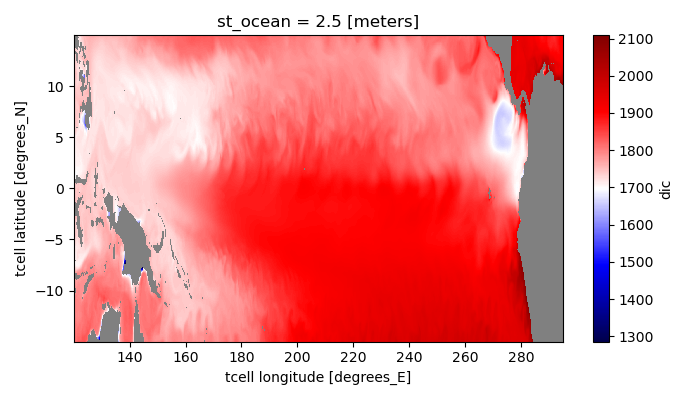 st_ocean = 2.5 [meters]
10
5
0
−5
−10
tcell latitude [degrees_N]
140 160 180 200 220 240 260 280
tcell longitude [degrees_E]
2100
2000
1900
1800
1700
1600
1500
1400
1300
dic